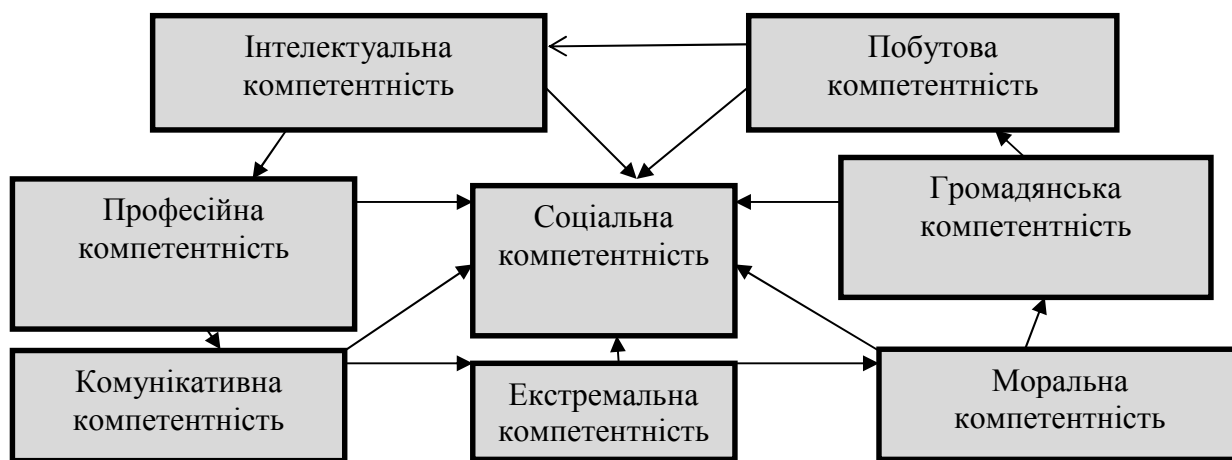 Інтелектуальна
компетентність
Побутова
компетентність
Професійна
компетентність
Соціальна
компетентність
Громадянська
компетентність
Комунікативна
компетентність
Екстремальна
компетентність
Моральна
компетентність